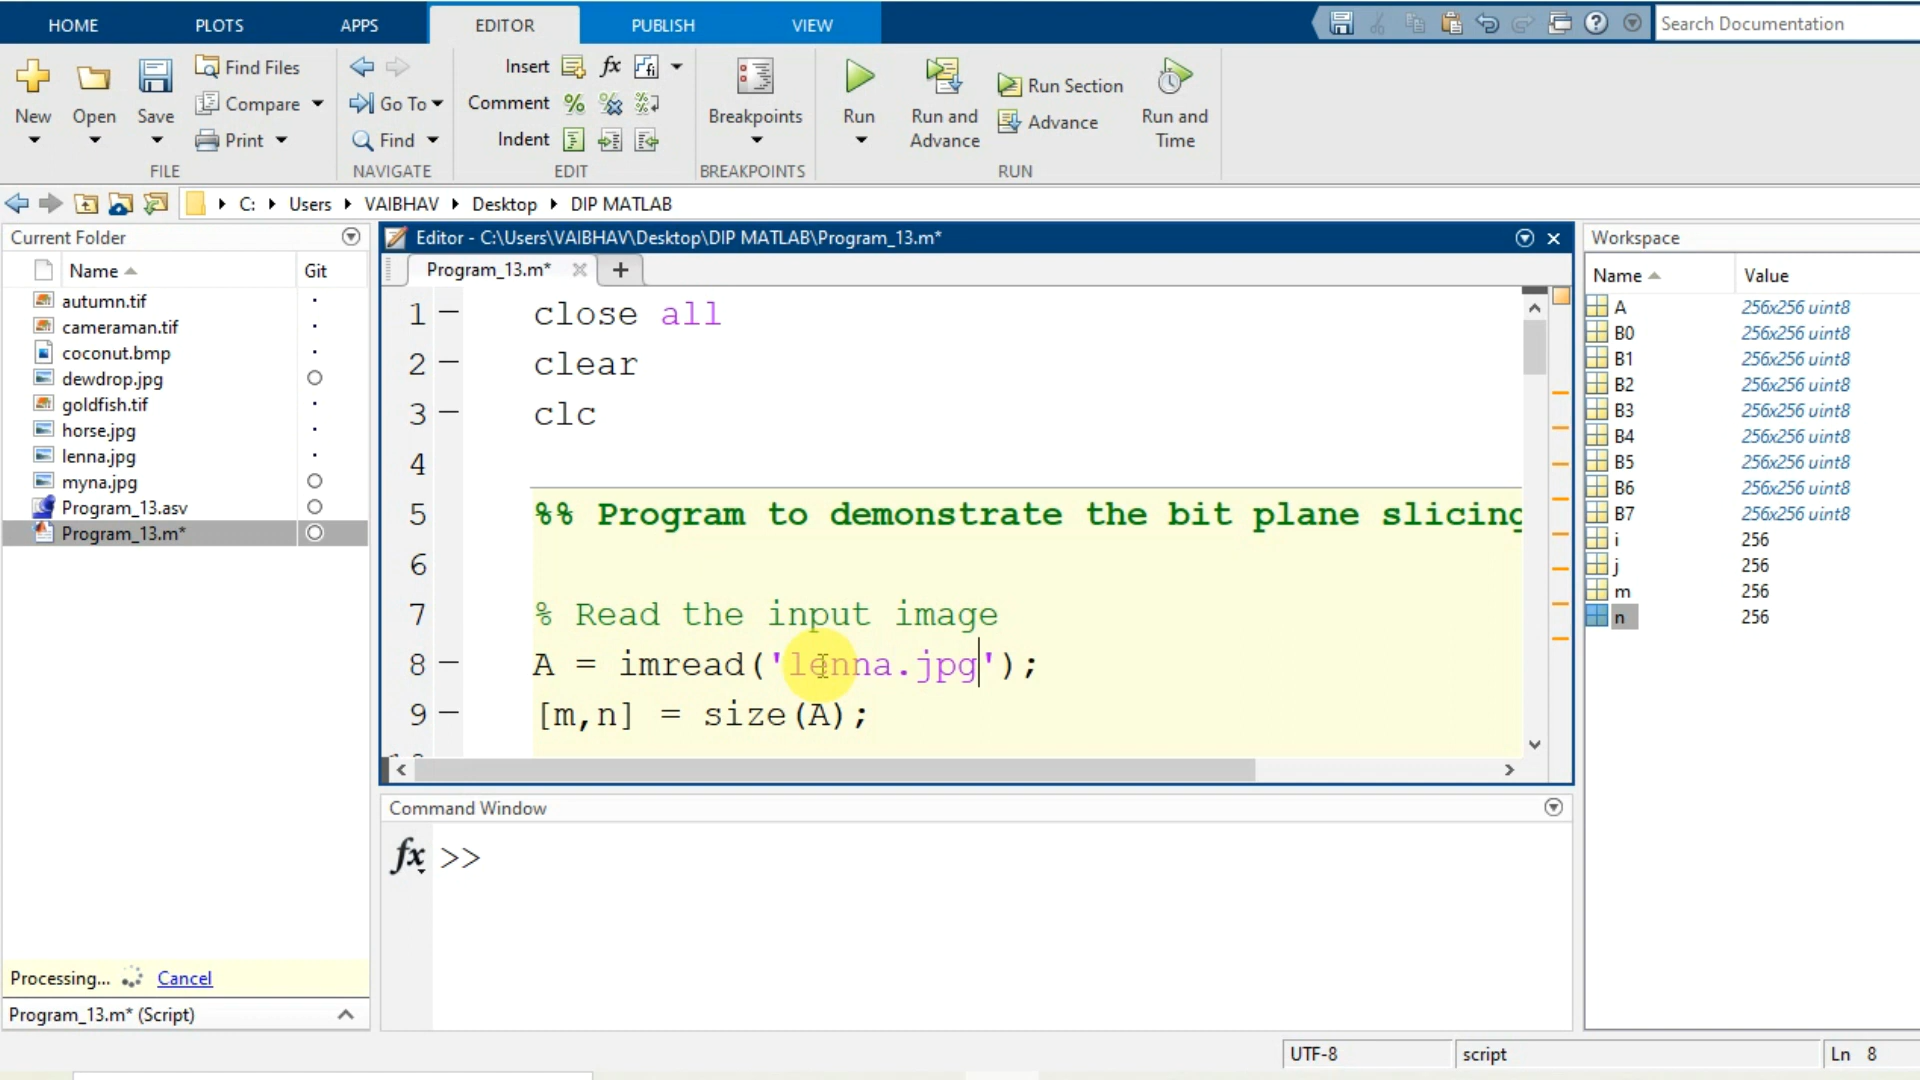 HOME PLOTS APPS EDITOR PUBLISH VIEW Search Documentation
New Open Save Find Files Compare Print FILE
Go To Find NAVIGATE
Insert fx Comment Indent EDIT
Breakpoints BREAKPOINTS
Run Run and Advance Run Section Advance Run and Time RUN
C: Users VAIBHAV Desktop DIP MATLAB
Current Folder
Name Git
autumn.tif
cameraman.tif
coconut.bmp
dewdrop.jpg
goldfish.tif
horse.jpg
lenna.jpg
myna.jpg
Program_13.asv
Program_13.m*
Processing... Cancel
Program_13.m* (Script)
Editor - C:\Users\VAIBHAV\Desktop\DIP MATLAB\Program_13.m*
Program_13.m* +
1 — close all
2 — clear
3 — clc
4
5 %% Program to demonstrate the bit plane slicing
6
7 % Read the input image
8 — A = imread('lenna.jpg');
9 — [m,n] = size(A);
Command Window
fx >>
Workspace
Name Value
A 256x256 uint8
B0 256x256 uint8
B1 256x256 uint8
B2 256x256 uint8
B3 256x256 uint8
B4 256x256 uint8
B5 256x256 uint8
B6 256x256 uint8
B7 256x256 uint8
i 256
j 256
m 256
n 256
UTF-8 script Ln 8